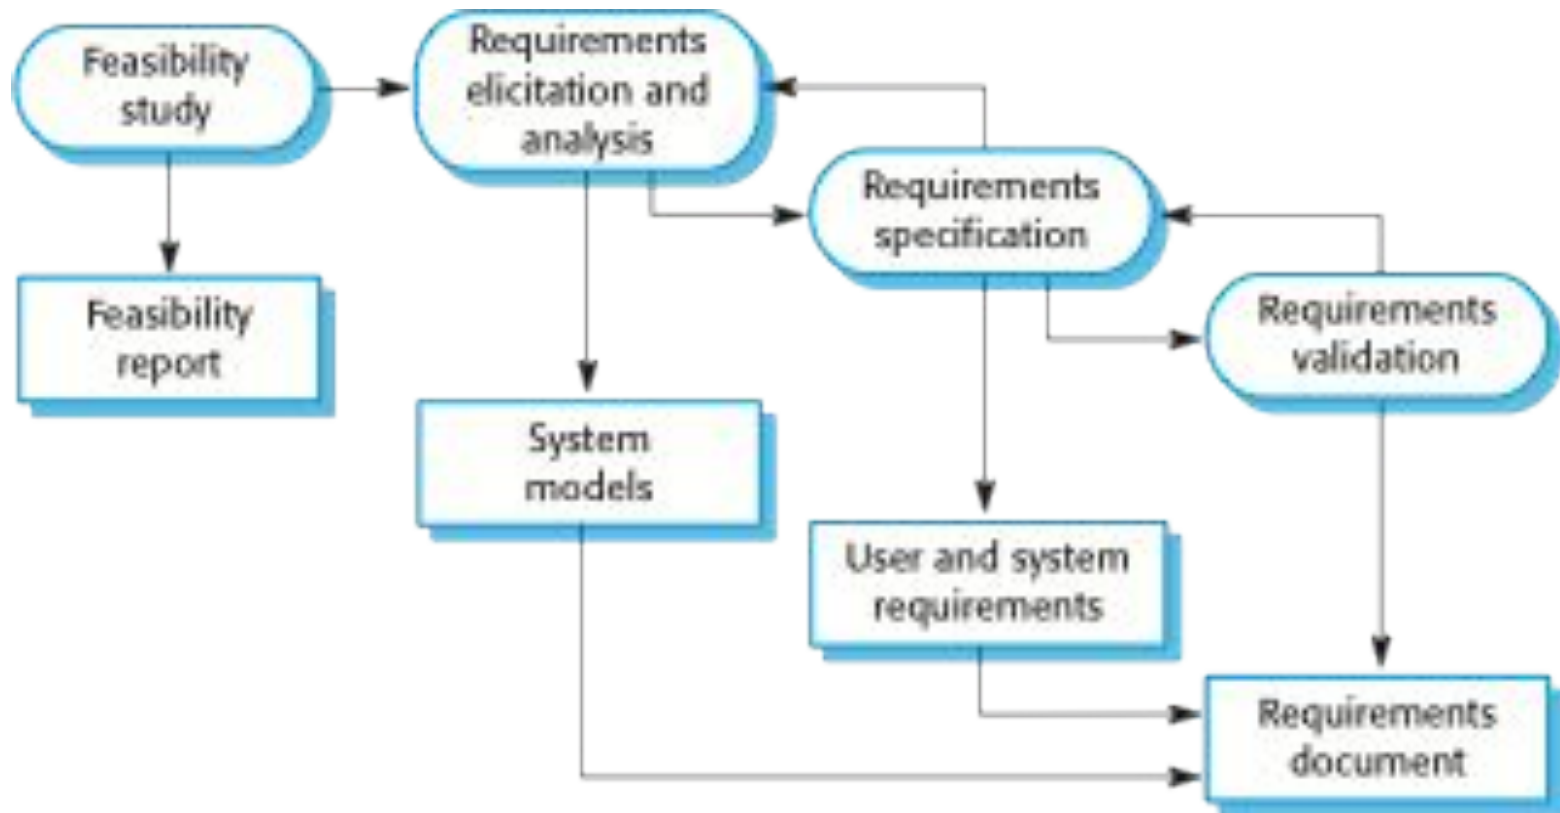 Feasibility
study
Requirements
elicitation and
analysis
Requirements
specification
Requirements
validation
Feasibility
report
System
models
User and system
requirements
Requirements
document